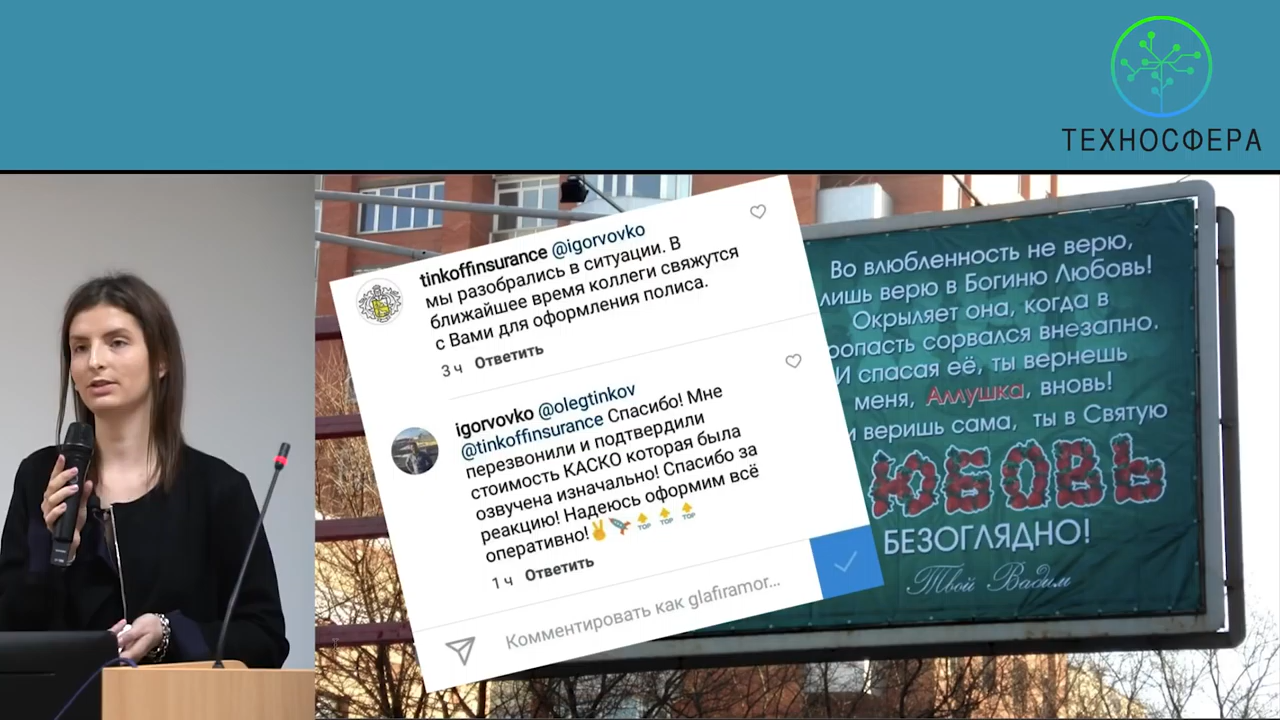 ТЕХНОСФЕРА
tinkoffinsurance @igorvovko
мы разобрались в ситуации. В
ближайшее время коллеги свяжутся
с Вами для оформления полиса.
3 ч Ответить
igorvovko @olegtinkov
@tinkoffinsurance Спасибо! Мне
перезвонили и подтвердили
стоимость КАСКО которая была
озвучена изначально! Спасибо за
реакцию! Надеюсь оформим всё
оперативно!✌️🚀🔝🔝🔝
1 ч Ответить
Комментировать как glafiramor...
Во влюбленность не верю,
лишь верю в Богиню Любовь!
Окрыляет она, когда в
ропасть сорвался внезапно.
И спасая её, ты вернешь
меня, Аллушка, вновь!
и веришь сама, ты в Святую
ЮБОВЬ
БЕЗОГЛЯДНО!
Твой Вадим